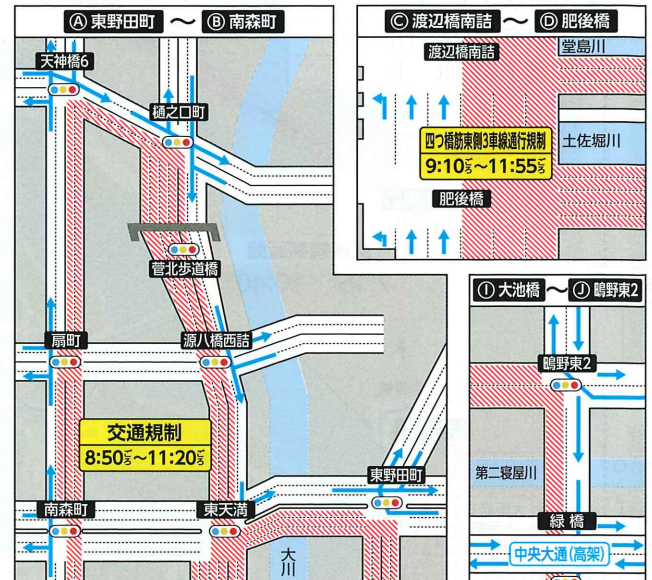 Ⓐ 東野田町 ～ Ⓑ 南森町
天神橋6
樋之口町
菅北歩道橋
扇町
源八橋西詰
交通規制
8:50ごろ～11:20ごろ
南森町
東天満
東野田町
大川
Ⓒ 渡辺橋南詰 ～ Ⓓ 肥後橋
渡辺橋南詰
堂島川
四つ橋筋東側3車線通行規制
9:10ごろ～11:55ごろ
土佐堀川
肥後橋
Ⓘ 大池橋 ～ Ⓙ 鴫野東2
鴫野東2
第二寝屋川
緑橋
中央大通(高架)